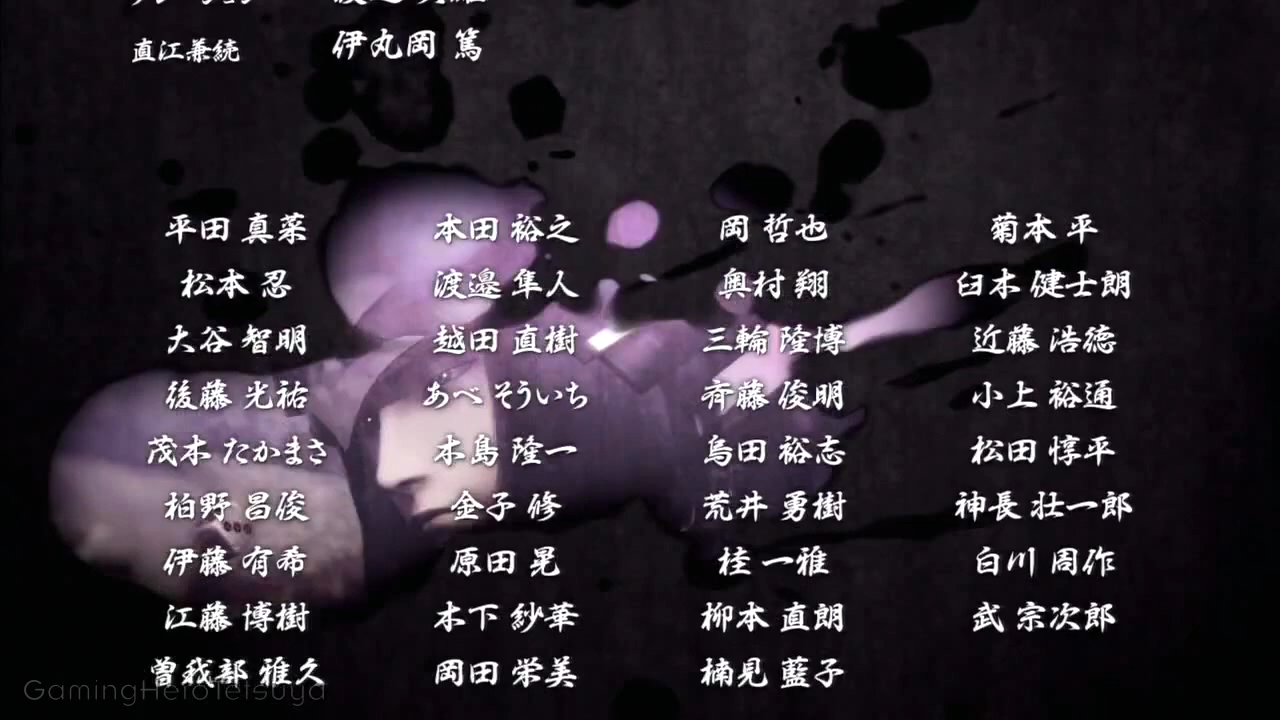 直江兼続 伊丸岡 篤
平田 真菜 本田 裕之 岡 哲也 菊本 平
松本 忍 渡邉 隼人 奥村 翔 臼本 健士朗
大谷 智明 越田 直樹 三輪 隆博 近藤 浩徳
後藤 光祐 あべ そういち 斉藤 俊明 小上 裕通
茂木 たかまさ 木島 隆一 烏田 裕志 松田 惇平
柏野 昌俊 金子 修 荒井 勇樹 神長 壮一郎
伊藤 有希 原田 晃 桂 一雅 白川 周作
江藤 博樹 木下 紗華 柳本 直朗 武 宗次郎
曽我部 雅久 岡田 栄美 楠見 藍子
GamingHeroTetsuya